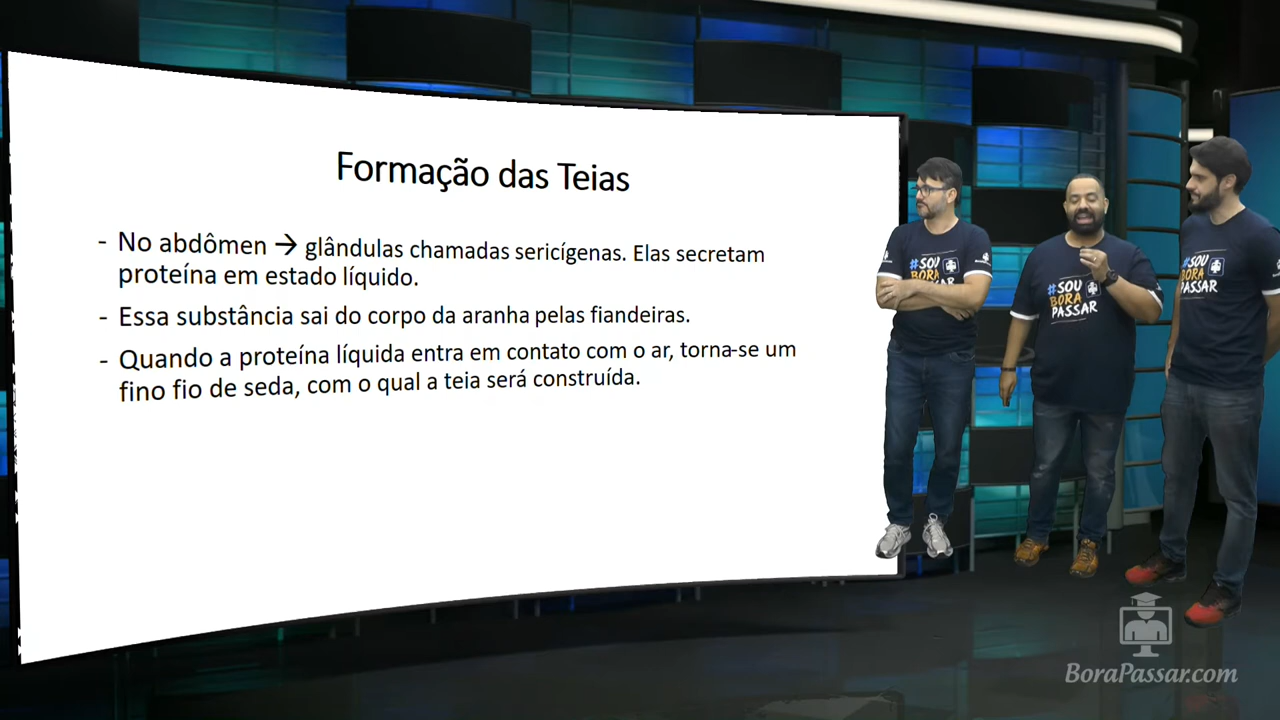 Formação das Teias
- No abdômen → glândulas chamadas sericígenas. Elas secretam
proteína em estado líquido.
- Essa substância sai do corpo da aranha pelas fiandeiras.
- Quando a proteína líquida entra em contato com o ar, torna-se um
fino fio de seda, com o qual a teia será construída.
#SOU
BORA
PASSAR
#SOU
BORA
PASSAR
#SOU
BORA
PASSAR
BoraPassar.com